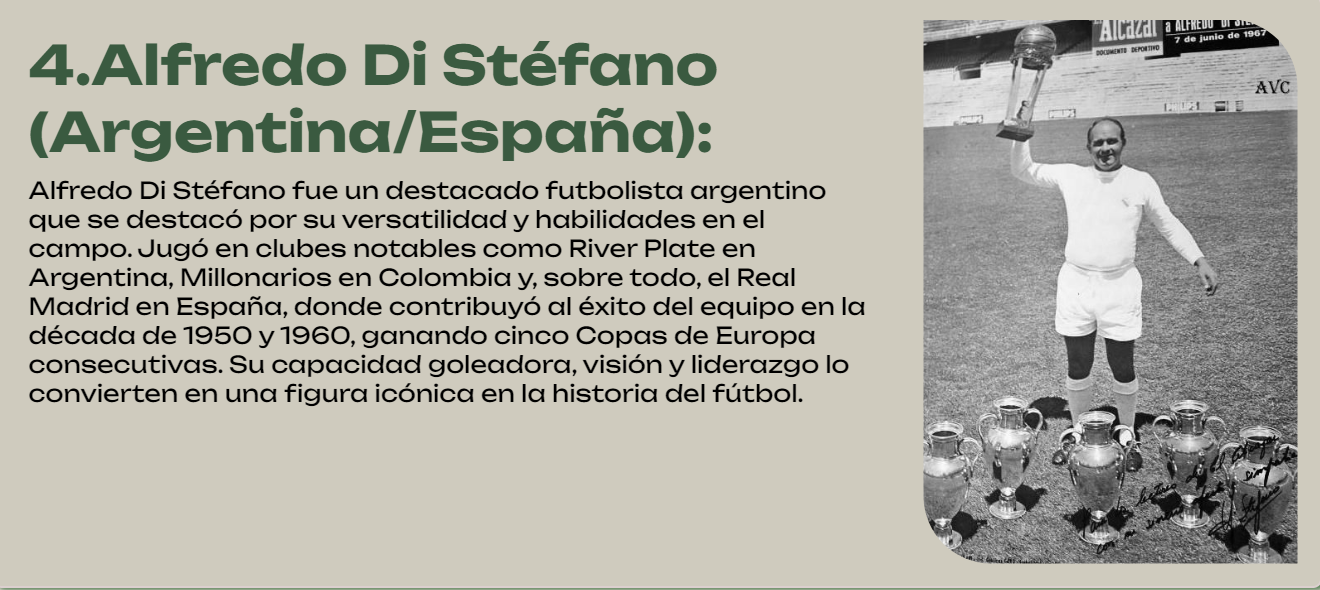 4.Alfredo Di Stéfano
(Argentina/España):
Alfredo Di Stéfano fue un destacado futbolista argentino
que se destacó por su versatilidad y habilidades en el
campo. Jugó en clubes notables como River Plate en
Argentina, Millonarios en Colombia y, sobre todo, el Real
Madrid en España, donde contribuyó al éxito del equipo en la
década de 1950 y 1960, ganando cinco Copas de Europa
consecutivas. Su capacidad goleadora, visión y liderazgo lo
convierten en una figura icónica en la historia del fútbol.
Alcázar
DOCUMENTO DEPORTIVO
a ALFREDO DI
7 de junio de 1967
AVC
PHILIPS
con mi